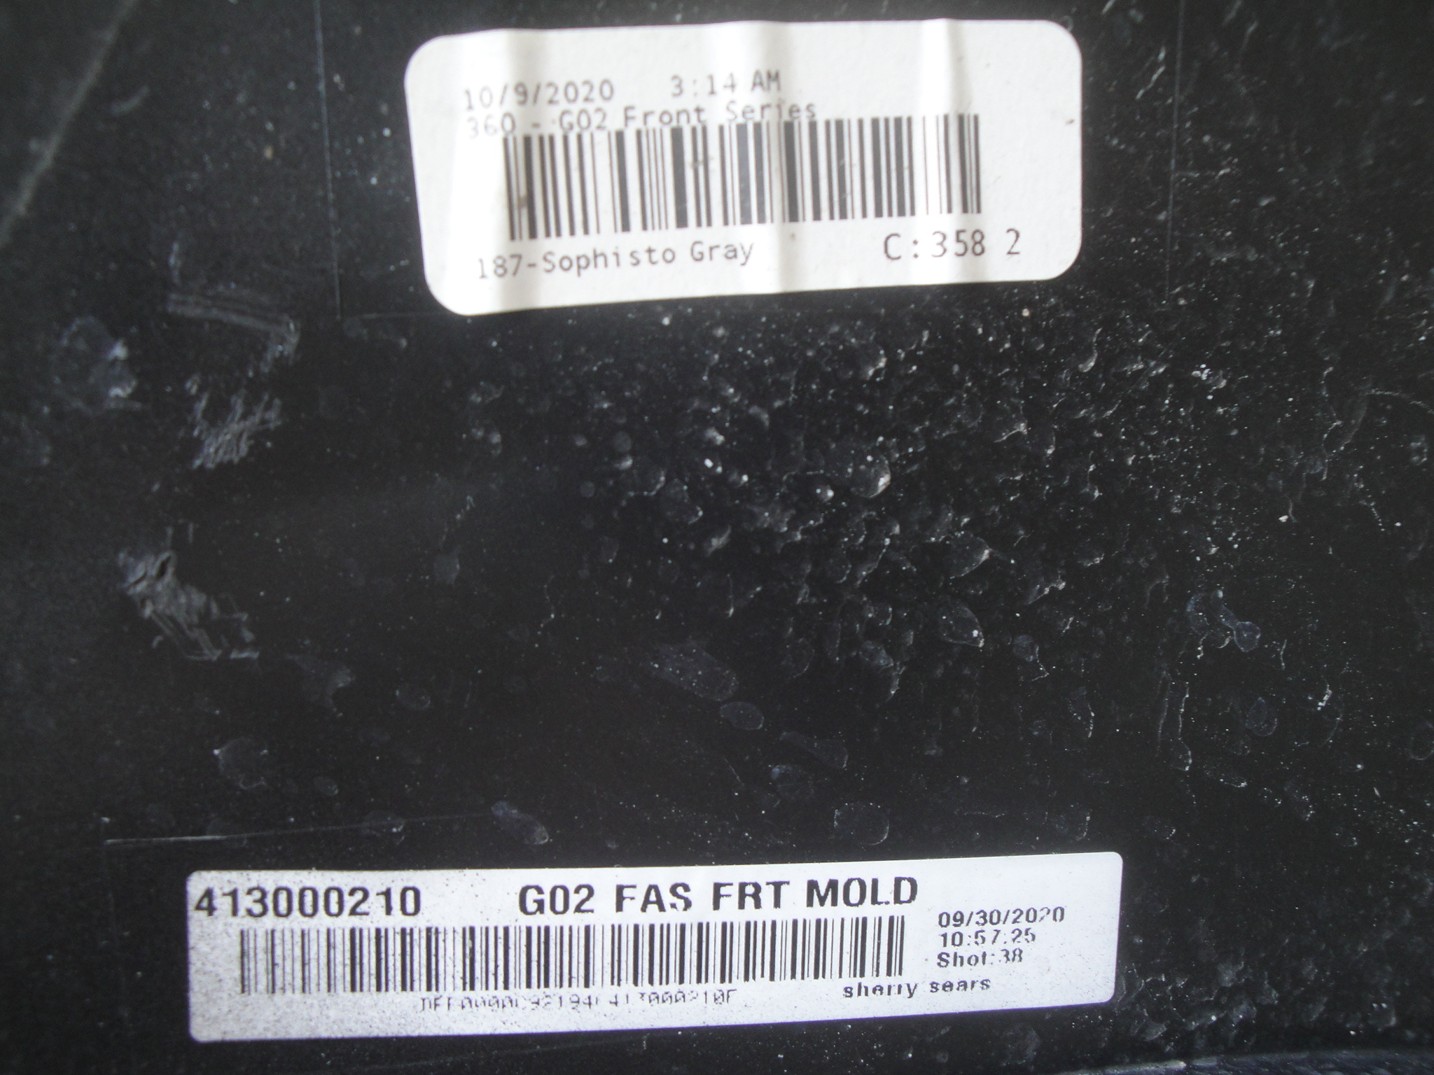 10/9/2020 3:14 AM
360 - G02 Front Series
187-Sophisto Gray C:358 2
413000210 G02 FAS FRT MOLD
09/30/2020
10:57:25
Shot:38
sherry sears